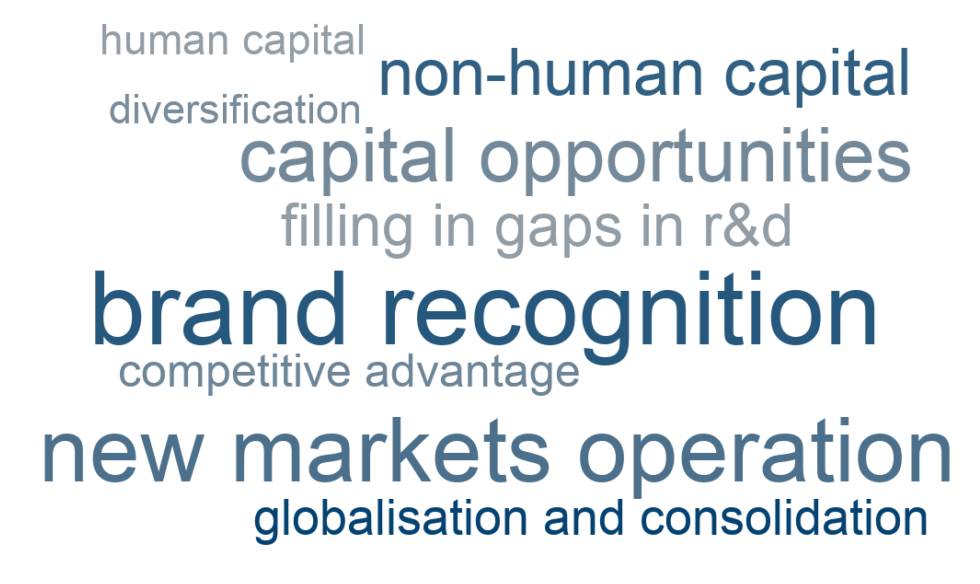 human capital
non-human capital
diversification
capital opportunities
filling in gaps in r&d
brand recognition
competitive advantage
new markets operation
globalisation and consolidation